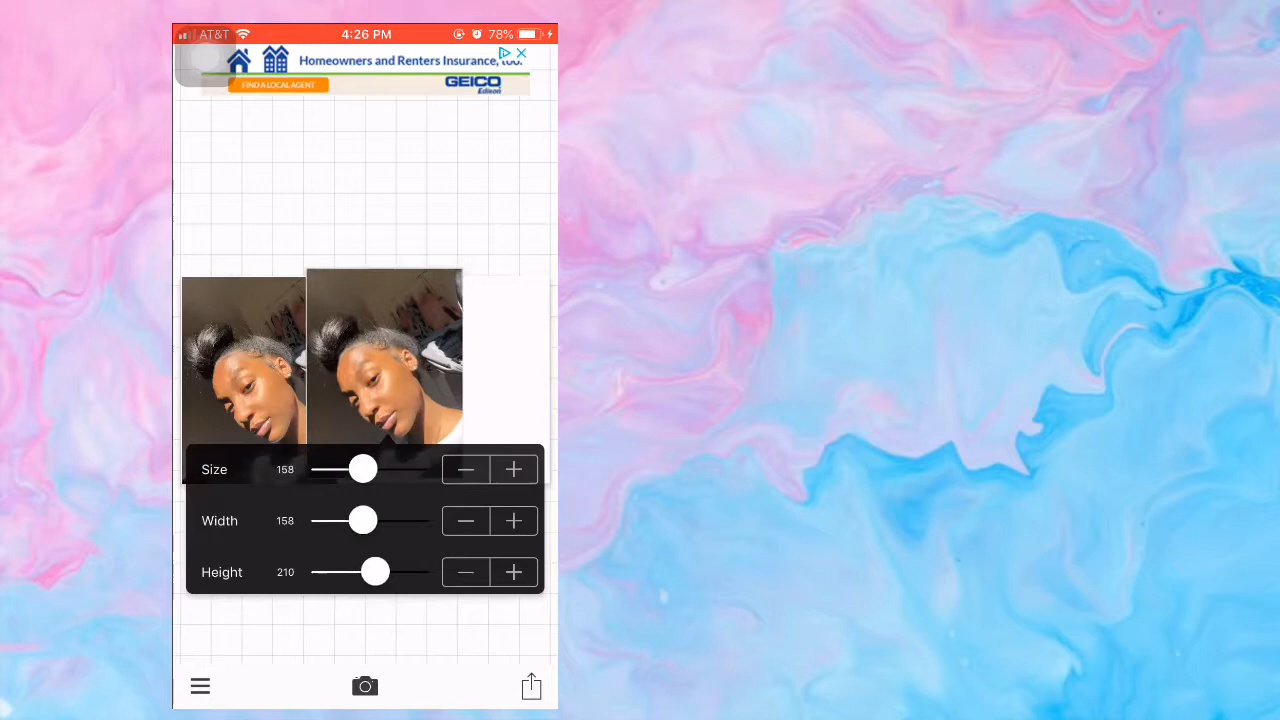 AT&T 4:26 PM 78%
Homeowners and Renters Insurance, too.
FIND A LOCAL AGENT GEICO
Edison
Size 158
Width 158
Height 210